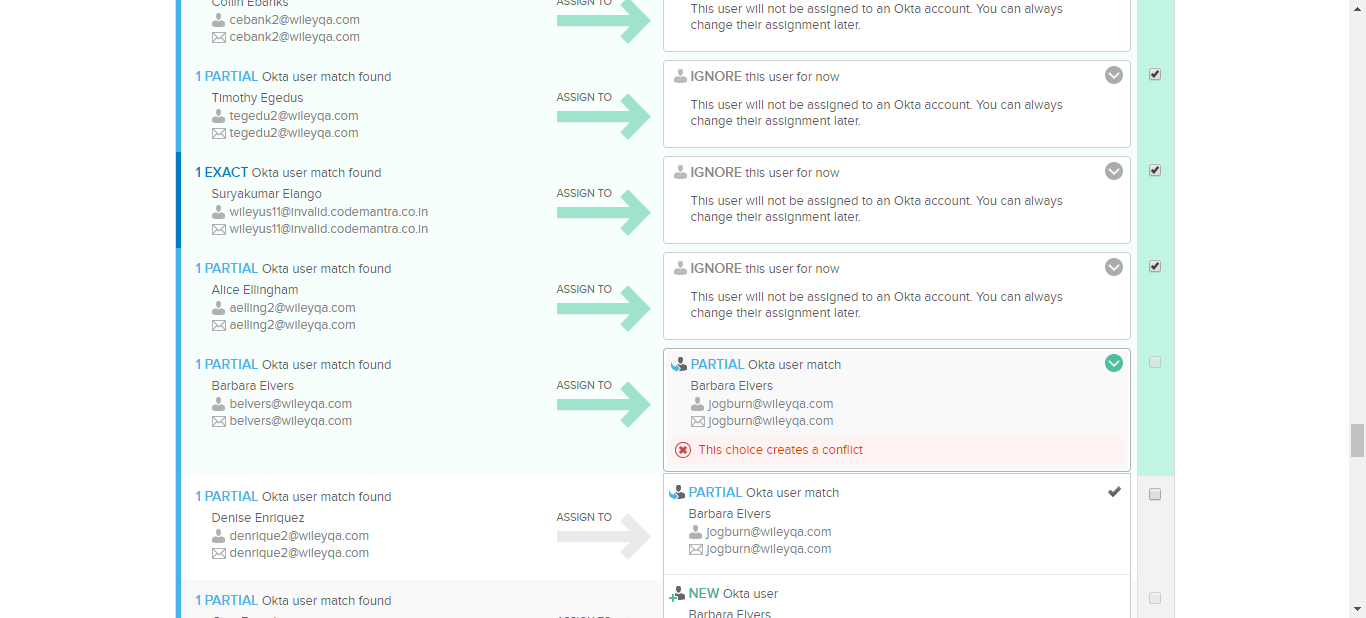 Collin Ebanks
cebank2@wileyqa.com
cebank2@wileyqa.com
ASSIGN TO
This user will not be assigned to an Okta account. You can always
change their assignment later.
1 PARTIAL Okta user match found
Timothy Egedus
tegedu2@wileyqa.com
tegedu2@wileyqa.com
ASSIGN TO
IGNORE this user for now
This user will not be assigned to an Okta account. You can always
change their assignment later.
1 EXACT Okta user match found
Suryakumar Elango
wileyus11@invalid.codemantra.co.in
wileyus11@invalid.codemantra.co.in
ASSIGN TO
IGNORE this user for now
This user will not be assigned to an Okta account. You can always
change their assignment later.
1 PARTIAL Okta user match found
Alice Ellingham
aelling2@wileyqa.com
aelling2@wileyqa.com
ASSIGN TO
IGNORE this user for now
This user will not be assigned to an Okta account. You can always
change their assignment later.
1 PARTIAL Okta user match found
Barbara Elvers
belvers@wileyqa.com
belvers@wileyqa.com
ASSIGN TO
PARTIAL Okta user match
Barbara Elvers
jogburn@wileyqa.com
jogburn@wileyqa.com
This choice creates a conflict
1 PARTIAL Okta user match found
Denise Enriquez
denrique2@wileyqa.com
denrique2@wileyqa.com
ASSIGN TO
PARTIAL Okta user match
Barbara Elvers
jogburn@wileyqa.com
jogburn@wileyqa.com
1 PARTIAL Okta user match found
NEW Okta user
Barbara Elvers